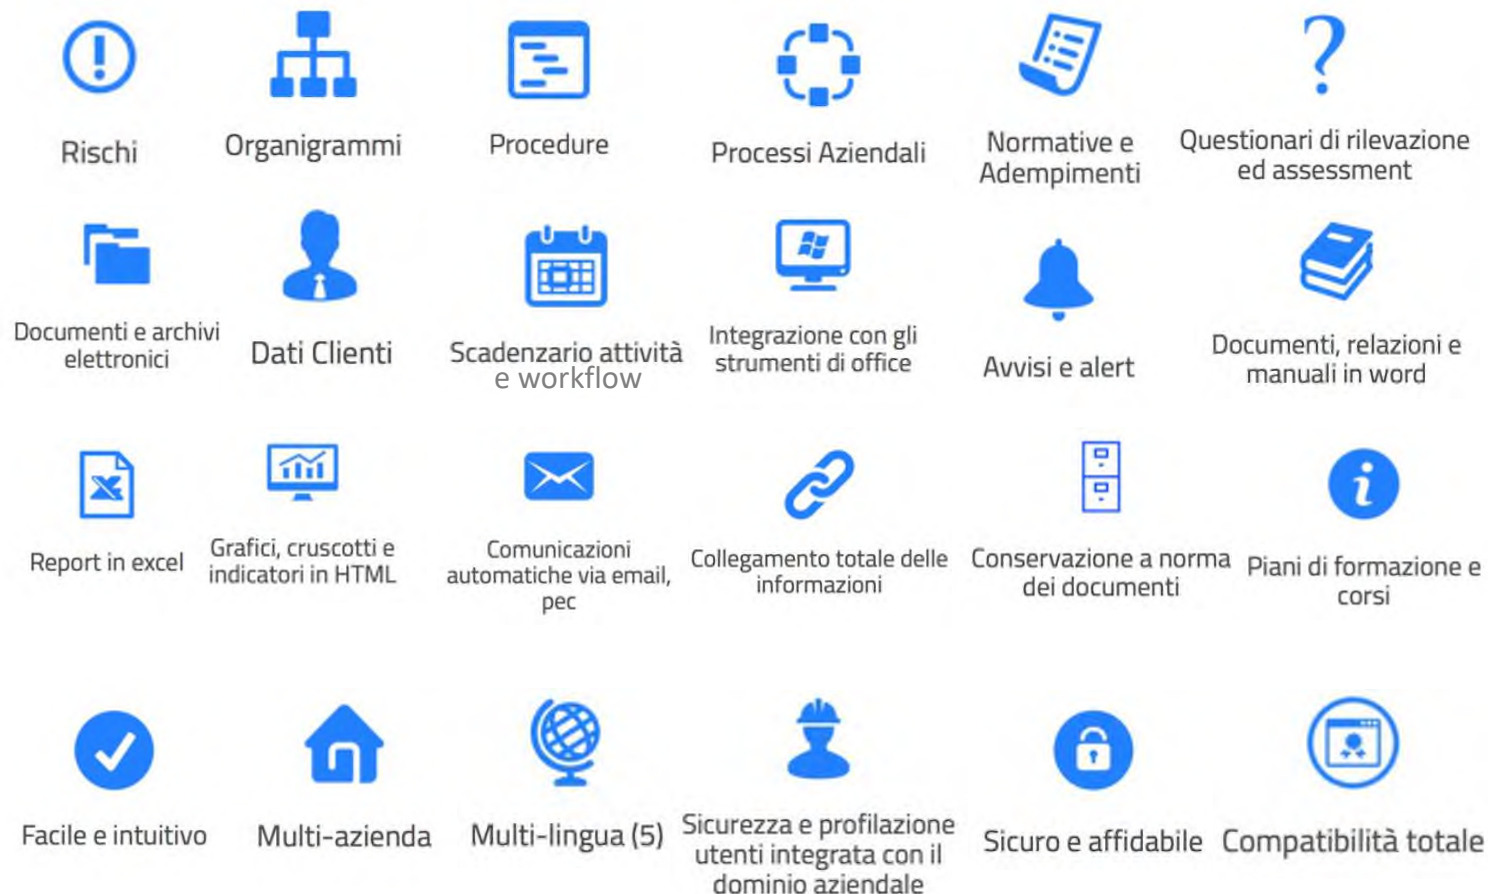 Rischi
Organigrammi
Procedure
Processi Aziendali
Normative e
Adempimenti
Questionari di rilevazione
ed assessment
Documenti e archivi
elettronici
Dati Clienti
Scadenzario attività
e workflow
Integrazione con gli
strumenti di office
Avvisi e alert
Documenti, relazioni e
manuali in word
Report in excel
Grafici, cruscotti e
indicatori in HTML
Comunicazioni
automatiche via email,
pec
Collegamento totale delle
informazioni
Conservazione a norma
dei documenti
Piani di formazione e
corsi
Facile e intuitivo
Multi-azienda
Multi-lingua (5)
Sicurezza e profilazione
utenti integrata con il
dominio aziendale
Sicuro e affidabile
Compatibilità totale